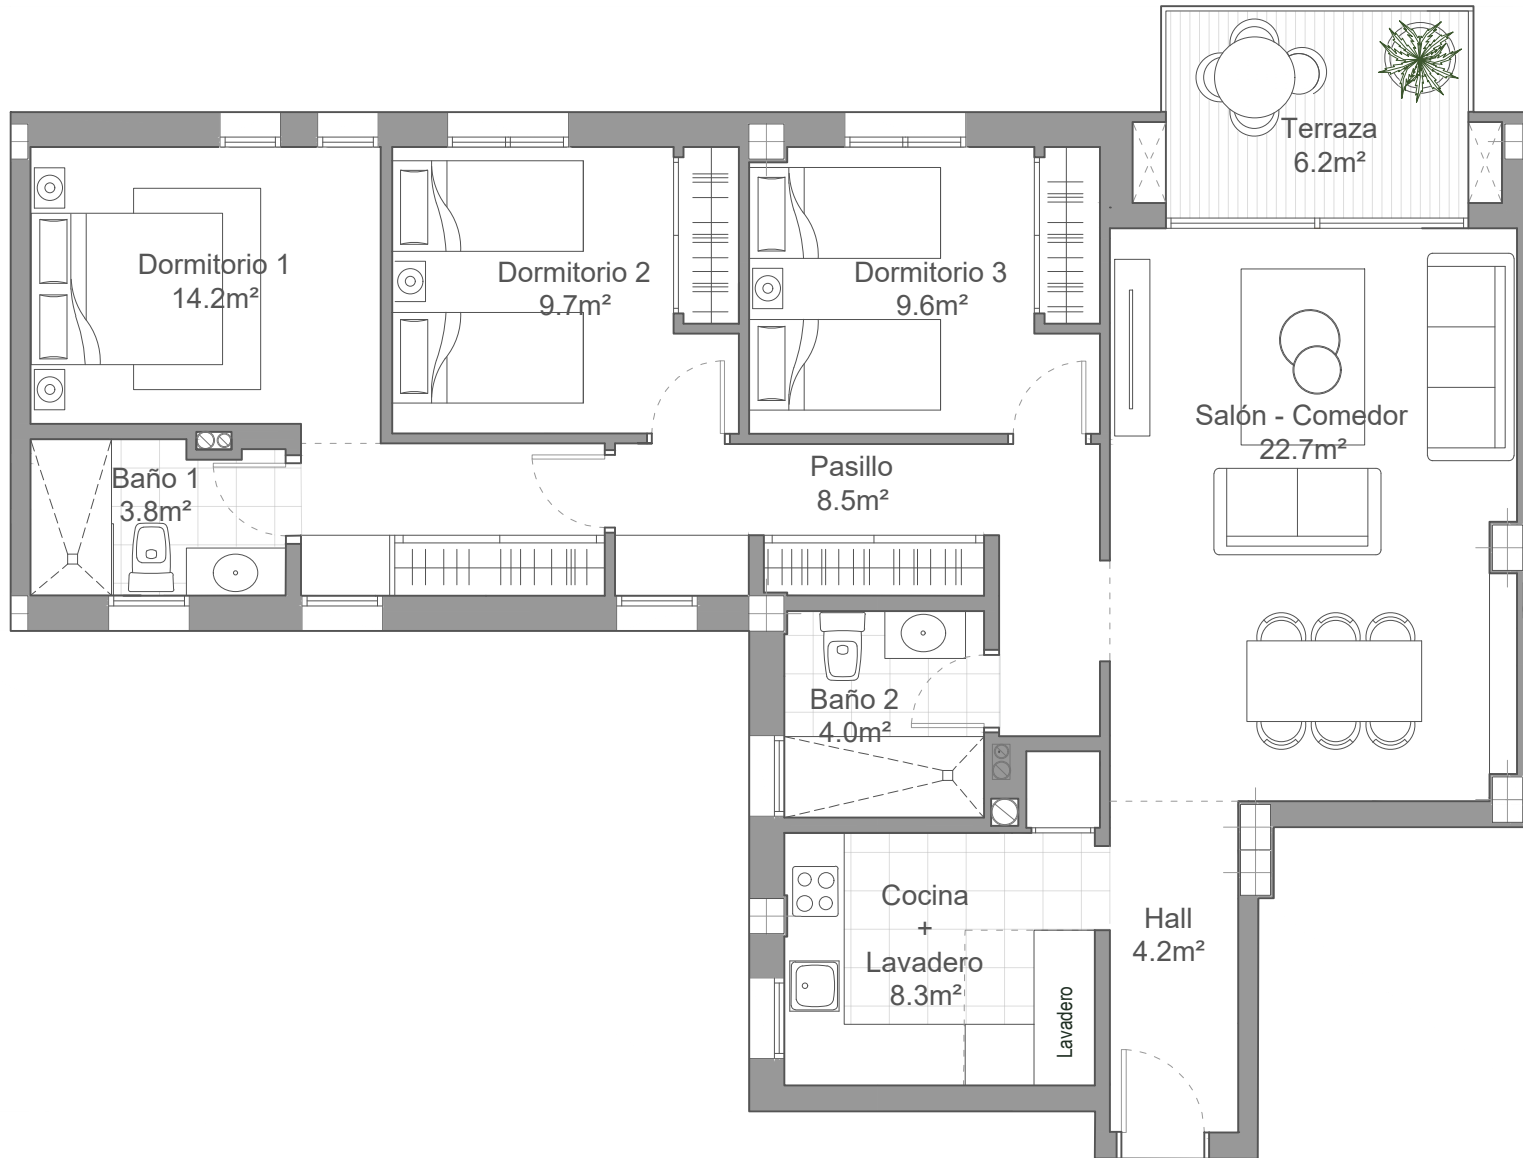 Terraza
6.2m²
Dormitorio 1
14.2m²
Dormitorio 2
9.7m²
Dormitorio 3
9.6m²
Salón - Comedor
22.7m²
Baño 1
3.8m²
Pasillo
8.5m²
Baño 2
4.0m²
Cocina
+
Lavadero
8.3m²
Hall
4.2m²
Lavadero